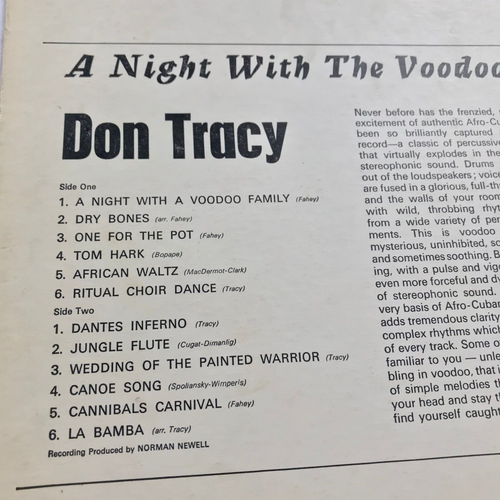 A Night With The Voodoo
Don Tracy
Side One
1. A NIGHT WITH A VOODOO FAMILY (Fahey)
2. DRY BONES (arr. Fahey)
3. ONE FOR THE POT (Fahey)
4. TOM HARK (Bopape)
5. AFRICAN WALTZ (MacDermot-Clark)
6. RITUAL CHOIR DANCE (Tracy)
Side Two
1. DANTES INFERNO (Tracy)
2. JUNGLE FLUTE (Cugat-Dimanlig)
3. WEDDING OF THE PAINTED WARRIOR (Tracy)
4. CANOE SONG (Spoliansky-Wimperis)
5. CANNIBALS CARNIVAL (Fahey)
6. LA BAMBA (arr. Tracy)
Recording Produced by NORMAN NEWELL
Never before has the frenzied,
excitement of authentic Afro-Cu
been so brilliantly captured
record—a classic of percussive
that virtually explodes in the
stereophonic sound. Drums
out of the loudspeakers; voice
are fused in a glorious, full-th
and the walls of your room
with wild, throbbing rhyt
from a wide variety of per
ments. This is voodoo
mysterious, uninhibited, so
and sometimes soothing. B
ing, with a pulse and vigo
even more forceful and dy
of stereophonic sound.
very basis of Afro-Cuban
adds tremendous clarity
complex rhythms which
of every track. Some o
familiar to you — unle
bling in voodoo, that i
of simple melodies th
your head and stay th
find yourself caught